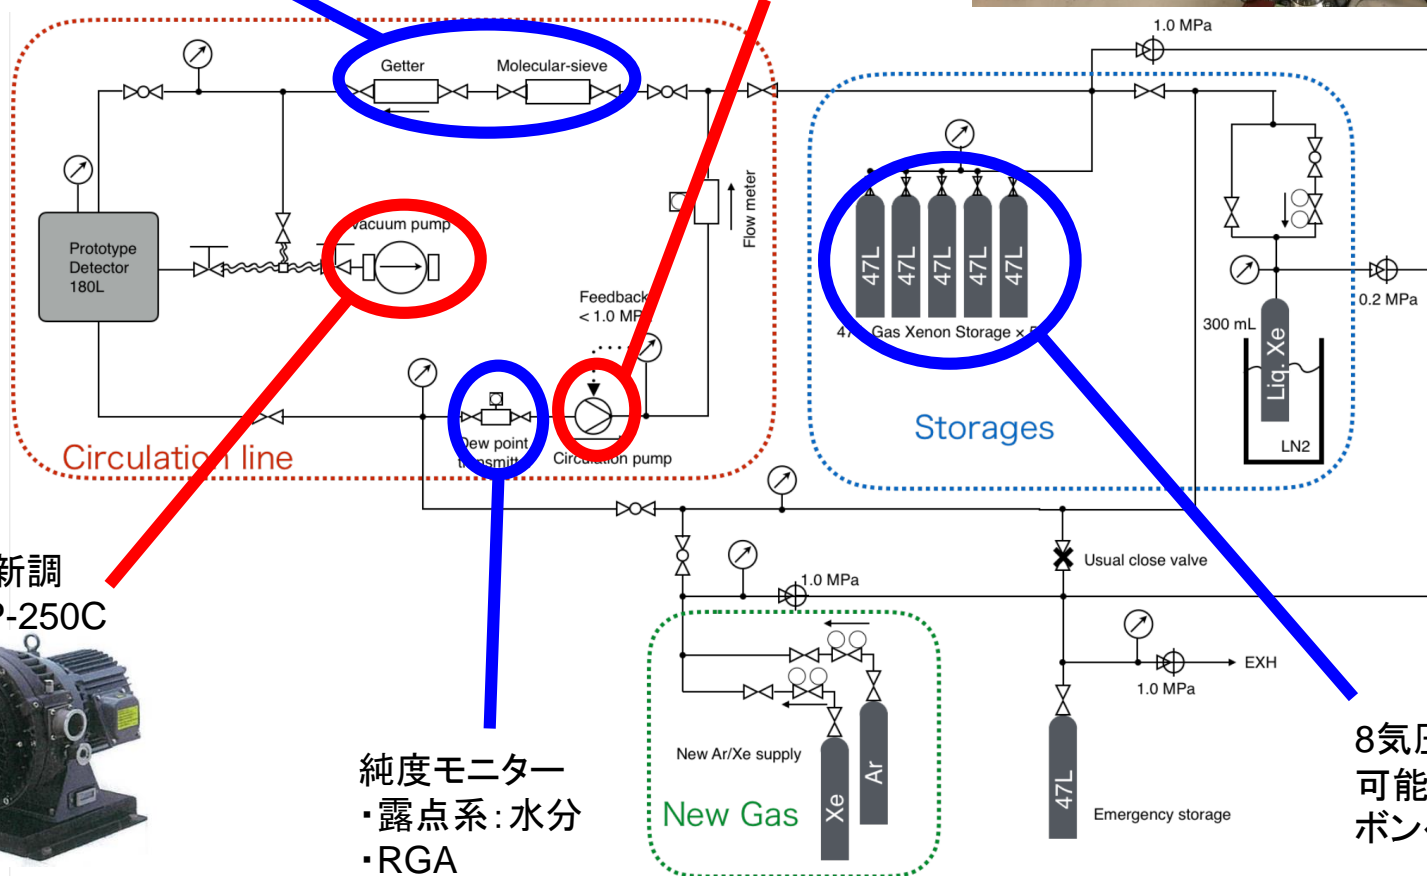 1.0 MPa
Getter
Molecular-sieve
Flow meter
Vacuum pump
Prototype
Detector
180L
Feedback
< 1.0 MPa
47L
47L
47L
47L
47L
Gas Xenon Storage ×
0.2 MPa
300 mL
Liq. Xe
LN2
Storages
Circulation line
Dew point
transmitter
Circulation pump
新調
P-250C
Usual close valve
1.0 MPa
EXH
1.0 MPa
New Ar/Xe supply
New Gas
Xe
Ar
47L
Emergency storage
純度モニター
・露点系：水分
・RGA
8気圧
可能
ボン